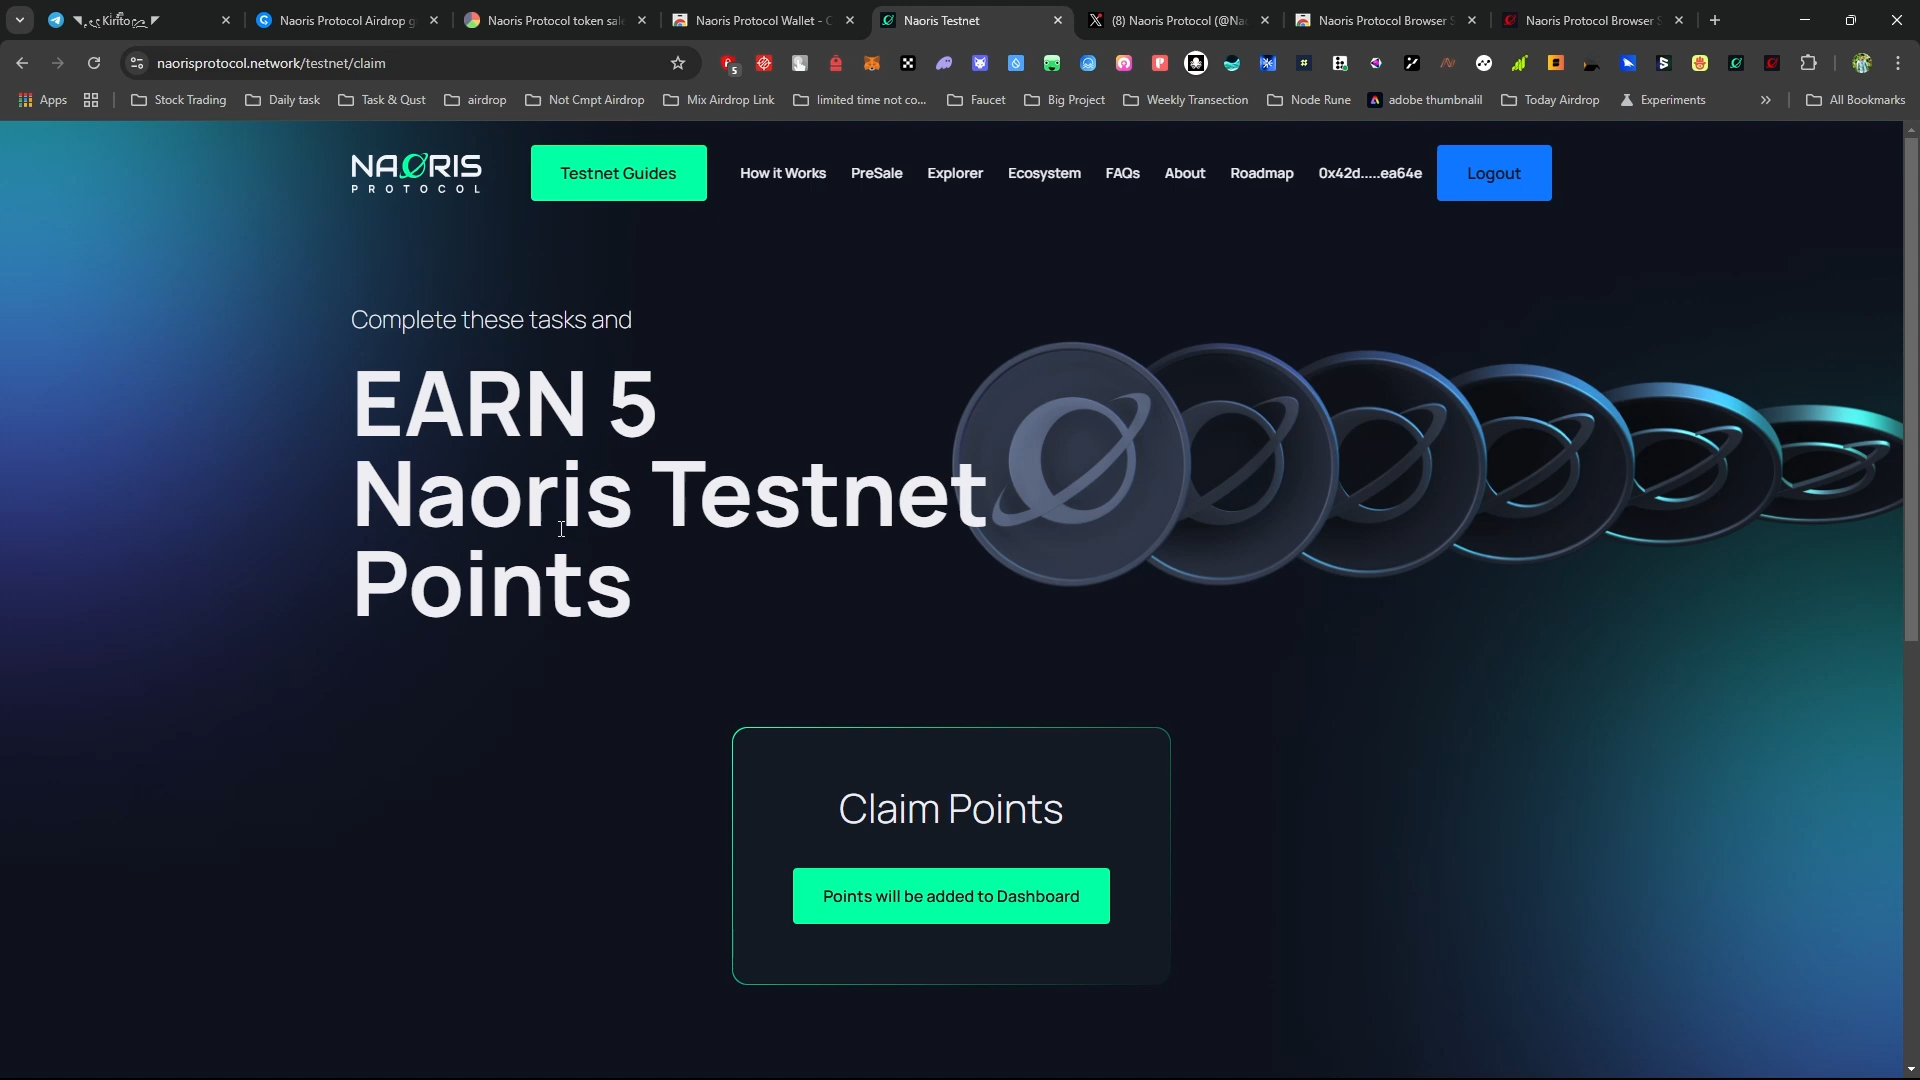 Kirito
Naoris Protocol Airdrop g
Naoris Protocol token sal
Naoris Protocol Wallet - C
Naoris Testnet
(8) Naoris Protocol (@Na
Naoris Protocol Browser S
Naoris Protocol Browser S
naorisprotocol.network/testnet/claim
5
Apps
Stock Trading
Daily task
Task & Qust
airdrop
Not Cmpt Airdrop
Mix Airdrop Link
limited time not co...
Faucet
Big Project
Weekly Transection
Node Rune
adobe thumbnalil
Today Airdrop
Experiments
All Bookmarks
NAORIS
PROTOCOL
Testnet Guides
How it Works
PreSale
Explorer
Ecosystem
FAQs
About
Roadmap
0x42d.....ea64e
Logout
Complete these tasks and
EARN 5
Naoris Testnet
Points
Claim Points
Points will be added to Dashboard